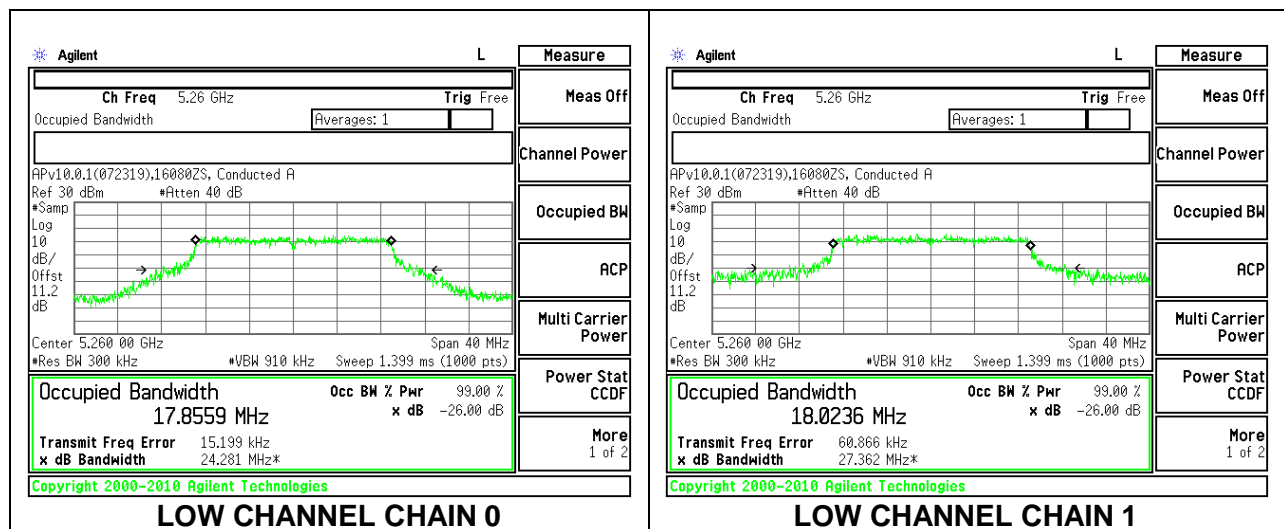 Agilent L Measure
Ch Freq 5.26 GHz Trig Free
Meas Off
Occupied Bandwidth Averages: 1
Channel Power
APv10.0.1(072319),16080ZS, Conducted A
Ref 30 dBm #Atten 40 dB
#Samp
Log
10
dB/
Offst
11.2
dB
Occupied BW
ACP
Multi Carrier
Power
Center 5.260 00 GHz Span 40 MHz
#Res BW 300 kHz #VBW 910 kHz Sweep 1.399 ms (1000 pts)
Power Stat
CCDF
Occupied Bandwidth Occ BW % Pwr 99.00 %
17.8559 MHz x dB -26.00 dB
Transmit Freq Error 15.199 kHz
x dB Bandwidth 24.281 MHz*
More
1 of 2
Copyright 2000-2010 Agilent Technologies
LOW CHANNEL CHAIN 0
Agilent L Measure
Ch Freq 5.26 GHz Trig Free
Meas Off
Occupied Bandwidth Averages: 1
Channel Power
APv10.0.1(072319),16080ZS, Conducted A
Ref 30 dBm #Atten 40 dB
#Samp
Log
10
dB/
Offst
11.2
dB
Occupied BW
ACP
Multi Carrier
Power
Center 5.260 00 GHz Span 40 MHz
#Res BW 300 kHz #VBW 910 kHz Sweep 1.399 ms (1000 pts)
Power Stat
CCDF
Occupied Bandwidth Occ BW % Pwr 99.00 %
18.0236 MHz x dB -26.00 dB
Transmit Freq Error 60.866 kHz
x dB Bandwidth 27.362 MHz*
More
1 of 2
Copyright 2000-2010 Agilent Technologies
LOW CHANNEL CHAIN 1